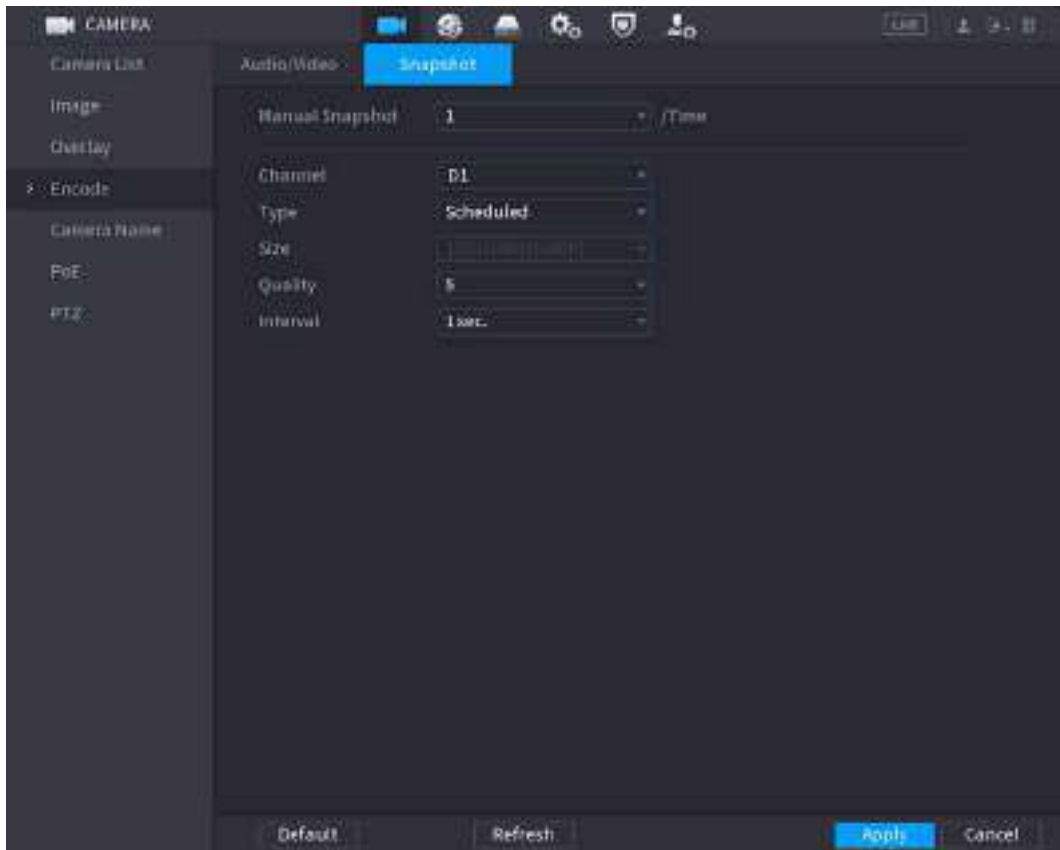 CAMERA
LIVE
Camera List
Audio/Video Snapshot
Image
Manual Snapshot 1 /Time
Overlay
Channel D1
Encode
Type Scheduled
Camera Name
Size
PoE
Quality 5
PTZ
Interval 1 sec.
Default Refresh Apply Cancel